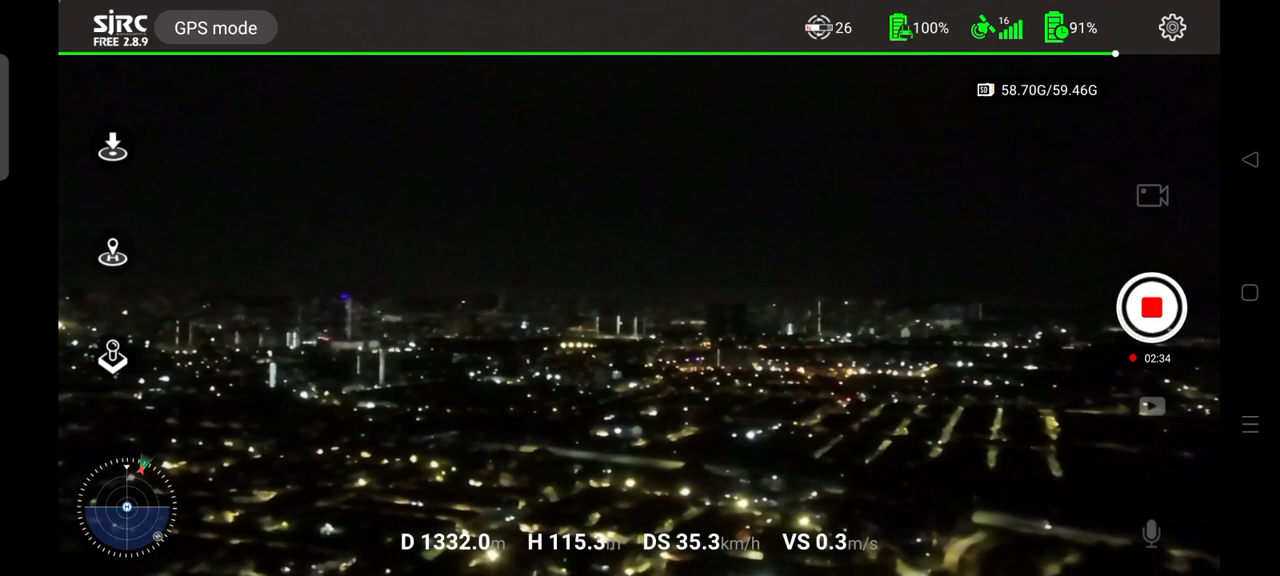 SJRC
FREE 2.8.9
GPS mode
26
100%
16
91%
58.70G/59.46G
02:34
D 1332.0m H 115.3m DS 35.3km/h VS 0.3m/s